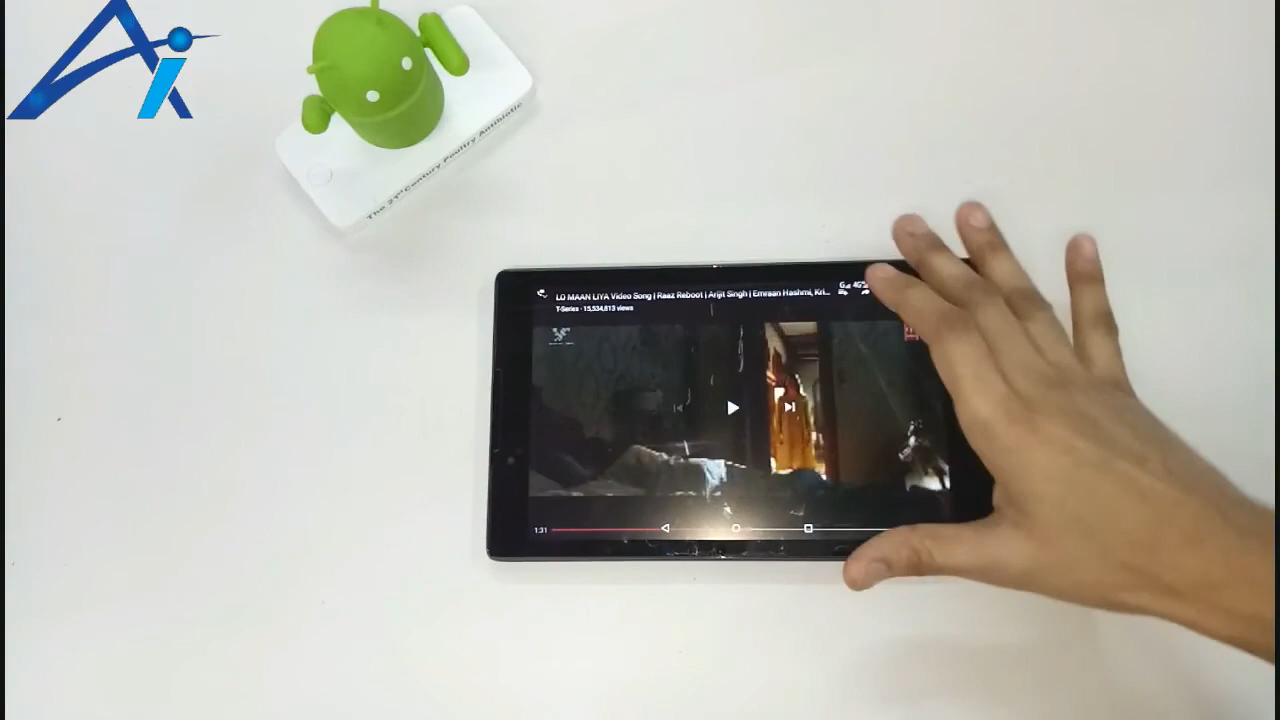 Ai
The 21st Century Poultry Antibiotic
LO MAAN LIYA Video Song | Raaz Reboot | Arijit Singh | Emraan Hashmi, Kri...
T-Series · 15,534,813 views
1:31